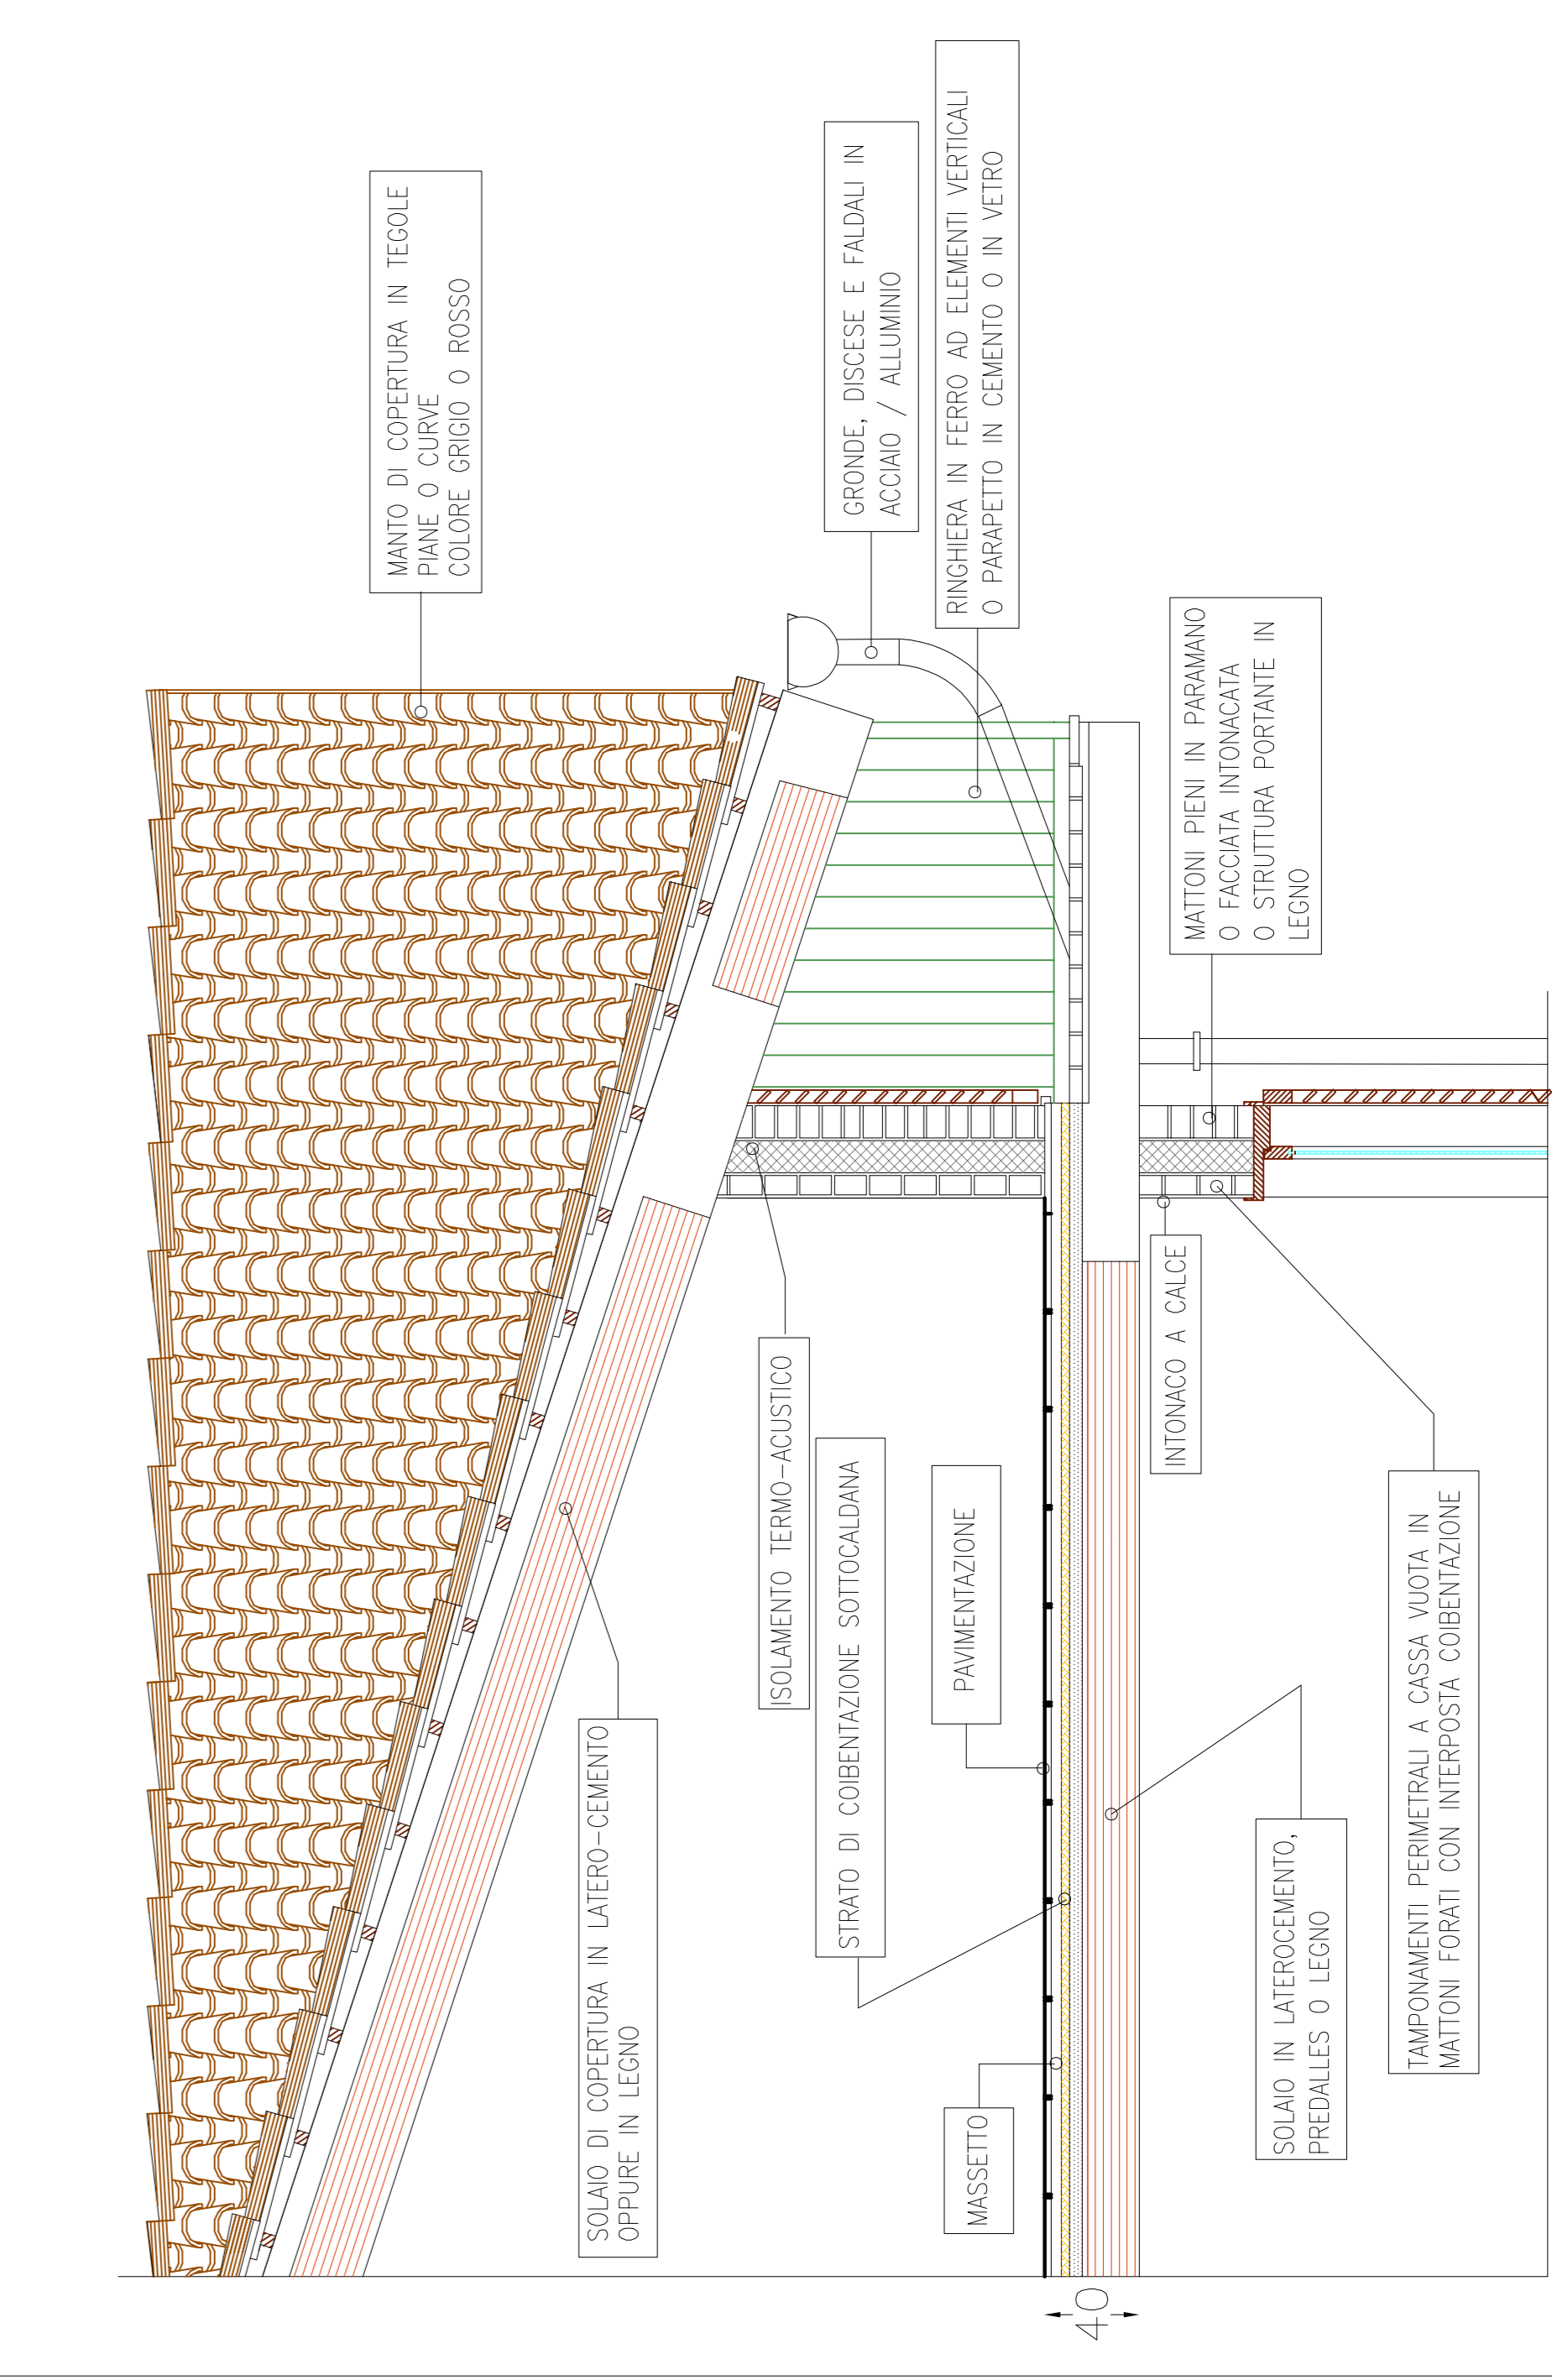 MANTO DI COPERTURA IN TEGOLE
PIANE O CURVE
COLORE GRIGIO O ROSSO
GRONDE, DISCESE E FALDALI IN
ACCIAIO / ALLUMINIO
RINGHIERA IN FERRO AD ELEMENTI VERTICALI
O PARAPETTO IN CEMENTO O IN VETRO
MATTONI PIENI IN PARAMANO
O FACCIATA INTONACATA
O STRUTTURA PORTANTE IN
LEGNO
SOLAIO DI COPERTURA IN LATERO-CEMENTO
OPPURE IN LEGNO
ISOLAMENTO TERMO-ACUSTICO
STRATO DI COIBENTAZIONE SOTTOCALDANA
PAVIMENTAZIONE
MASSETTO
INTONACO A CALCE
SOLAIO IN LATEROCEMENTO,
PREDALLES O LEGNO
TAMPONAMENTI PERIMETRALI A CASSA VUOTA IN
MATTONI FORATI CON INTERPOSTA COIBENTAZIONE
40